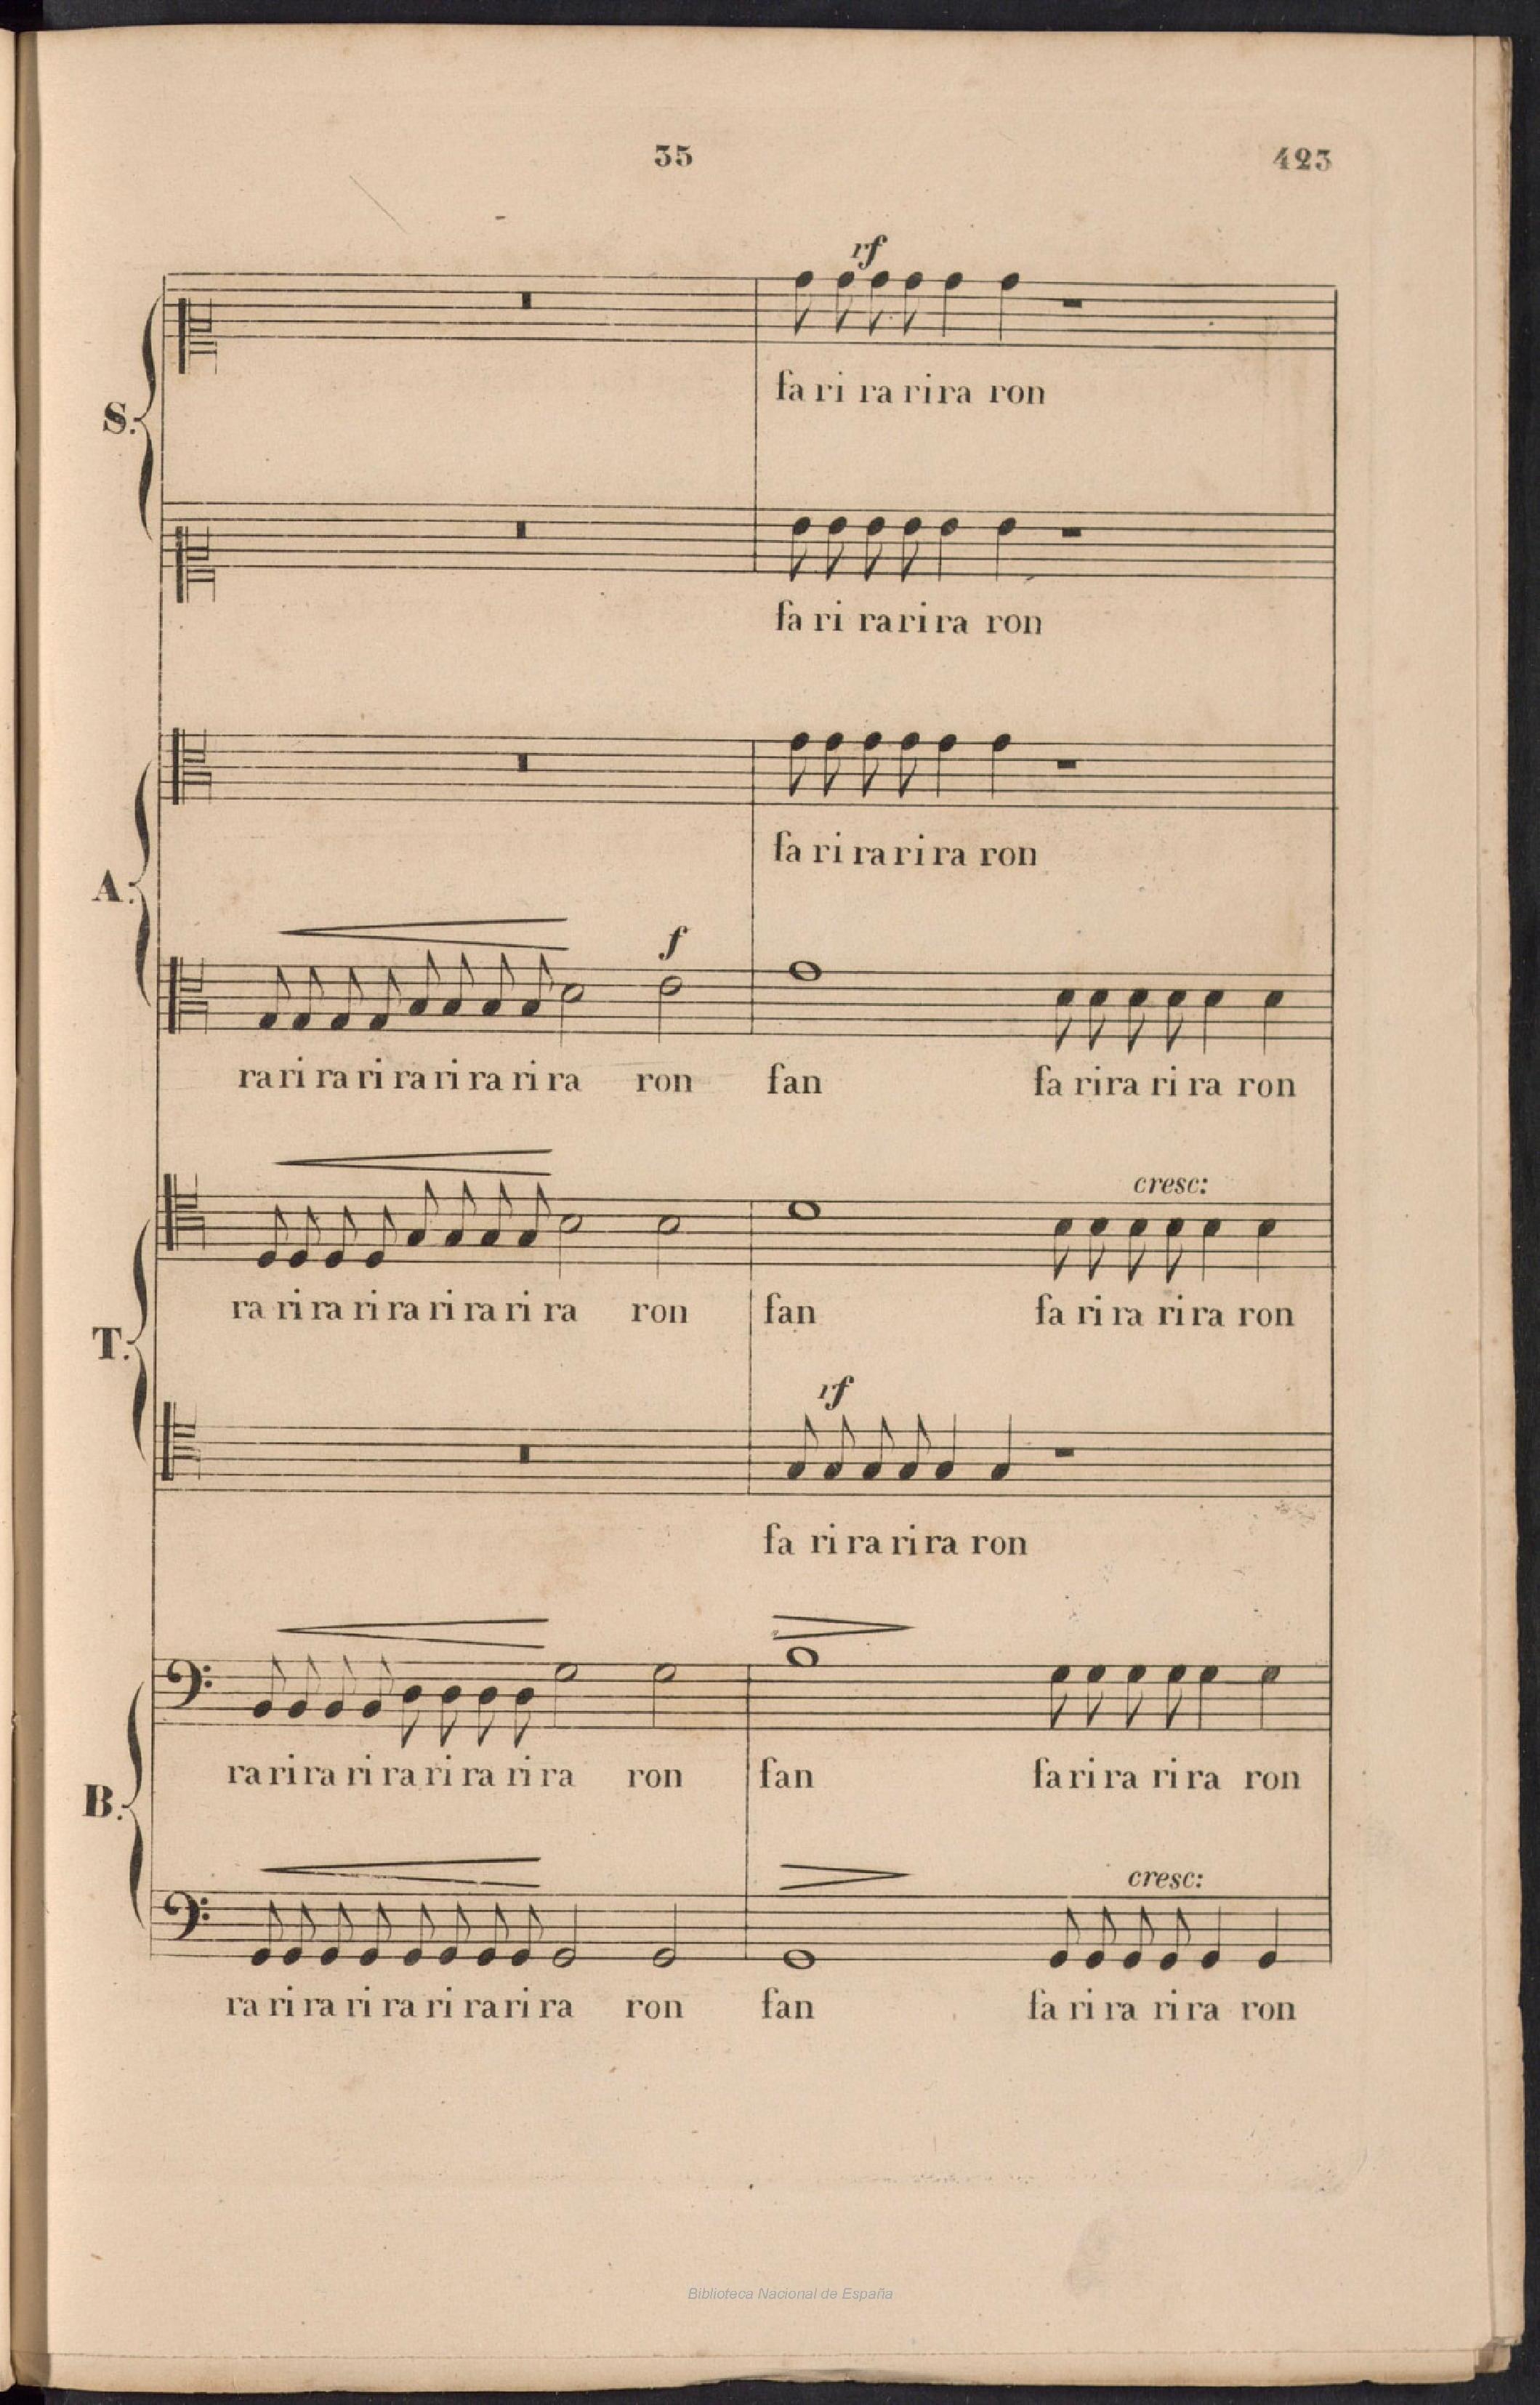 35 423
rf
fa ri ra ri ra ron
S.
fa ri ra ri ra ron
fa ri ra ri ra ron
A.
f
ra ri ra ri ra ri ra ri ra ron fan fa ri ra ri ra ron
cresc:
ra ri ra ri ra ri ra ri ra ron fan fa ri ra ri ra ron
T.
rf
fa ri ra ri ra ron
ra ri ra ri ra ri ra ri ra ron fan fa ri ra ri ra ron
B.
cresc:
ra ri ra ri ra ri ra ri ra ron fan fa ri ra ri ra ron
Biblioteca Nacional de España